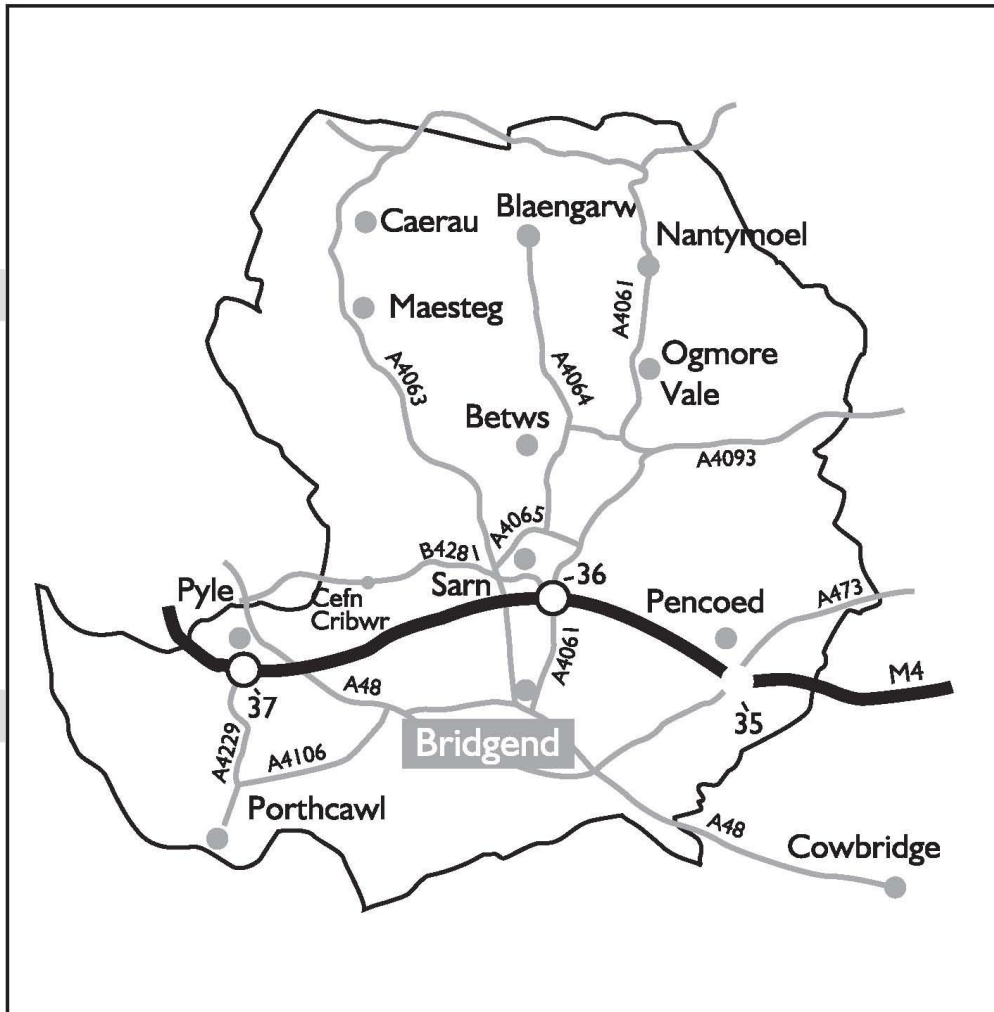 Blaengarw
Caerau
Nantymoel
A4061
Maesteg
Ogmore
Vale
A4063
A4064
Betws
A4093
A4065
B4281
-36
Pyle
Cefn
Cribwr
Sarn
Pencoed
A473
A4061
M4
A48
37
35
Bridgend
A4229
A4106
Porthcawl
A48
Cowbridge